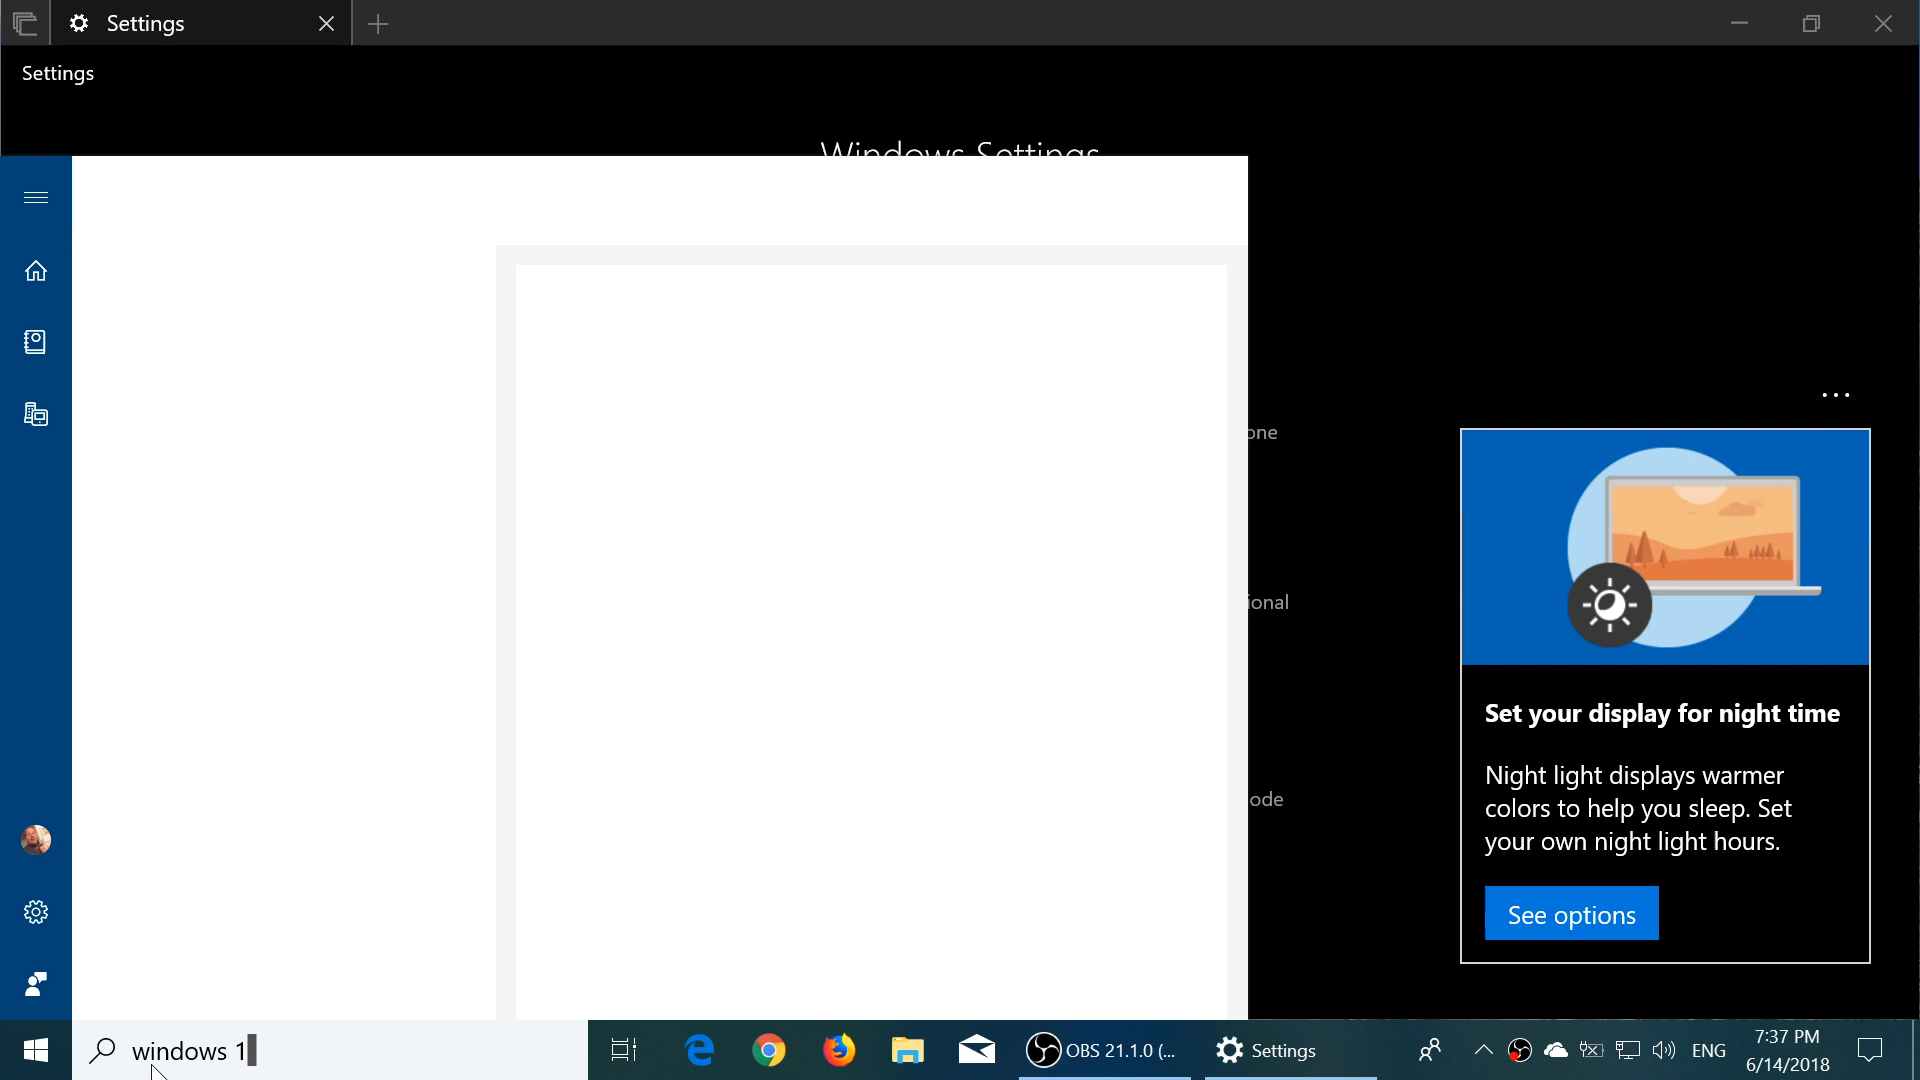 Settings
Settings
Windows Settings
one
ional
ode
Set your display for night time
Night light displays warmer
colors to help you sleep. Set
your own night light hours.
See options
windows 1
OBS 21.1.0 (...
Settings
ENG
7:37 PM
6/14/2018